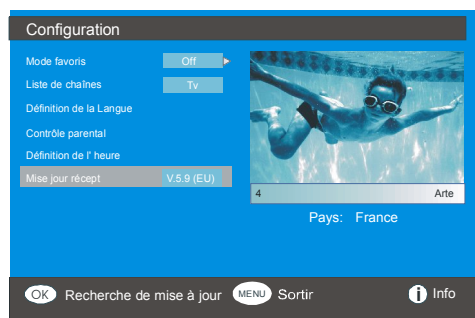 Configuration
Mode favoris Off
Liste de chaînes Tv
Définition de la Langue
Contrôle parental
Définition de l' heure
Mise jour récept V.5.9 (EU)
4 Arte
Pays: France
OK Recherche de mise à jour MENU Sortir i Info